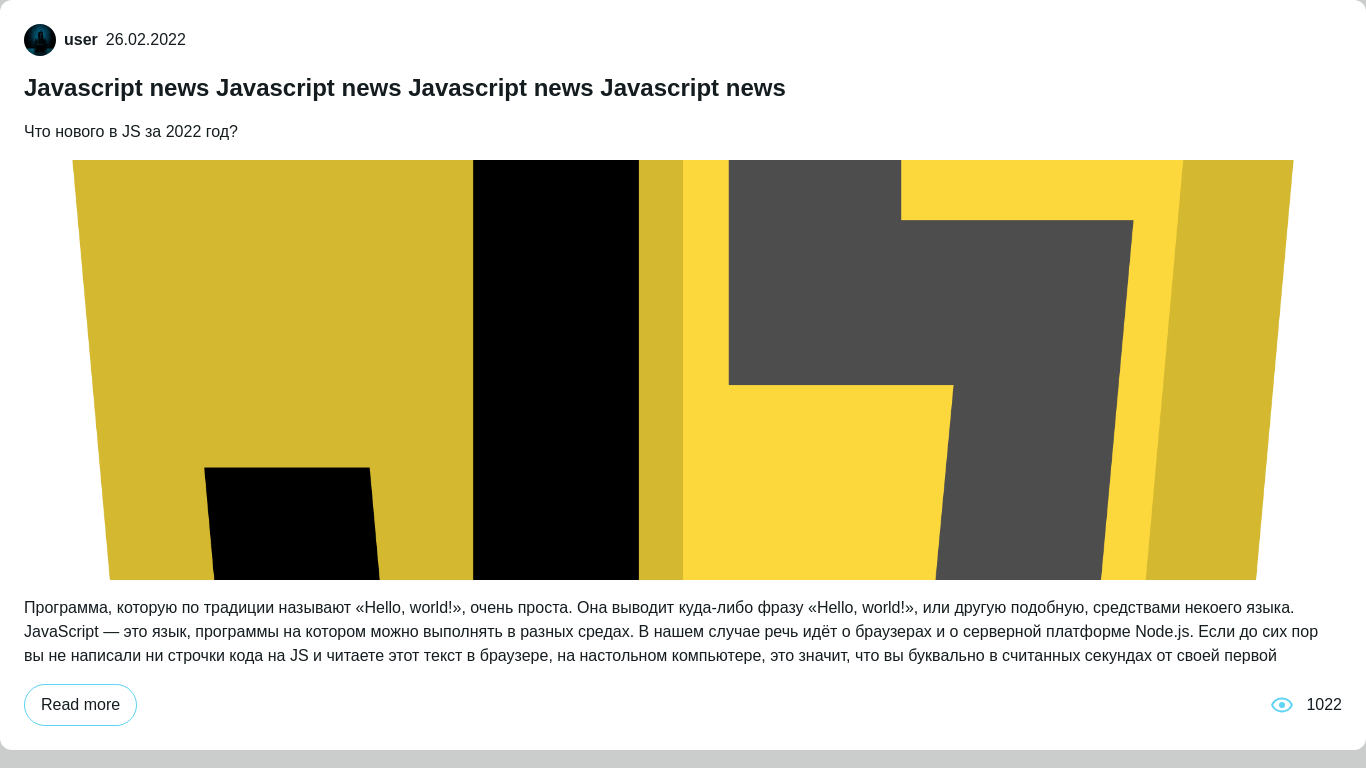 user 26.02.2022
Javascript news Javascript news Javascript news Javascript news
Что нового в JS за 2022 год?
Программа, которую по традиции называют «Hello, world!», очень проста. Она выводит куда-либо фразу «Hello, world!», или другую подобную, средствами некоего языка.
JavaScript — это язык, программы на котором можно выполнять в разных средах. В нашем случае речь идёт о браузерах и о серверной платформе Node.js. Если до сих пор
вы не написали ни строчки кода на JS и читаете этот текст в браузере, на настольном компьютере, это значит, что вы буквально в считанных секундах от своей первой
Read more 1022